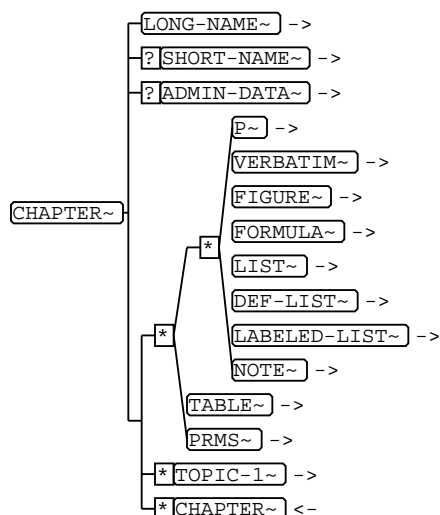 LONG-NAME~ ->
? SHORT-NAME~ ->
? ADMIN-DATA~ ->
P~ ->
VERBATIM~ ->
FIGURE~ ->
CHAPTER~
FORMULA~ ->
*
LIST~ ->
DEF-LIST~ ->
* LABELED-LIST~ ->
NOTE~ ->
TABLE~ ->
PRMS~ ->
* TOPIC-1~ ->
* CHAPTER~ <-